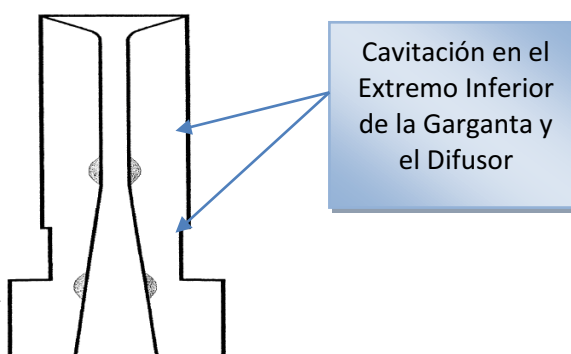 Cavitación en el
Extremo Inferior
de la Garganta y
el Difusor